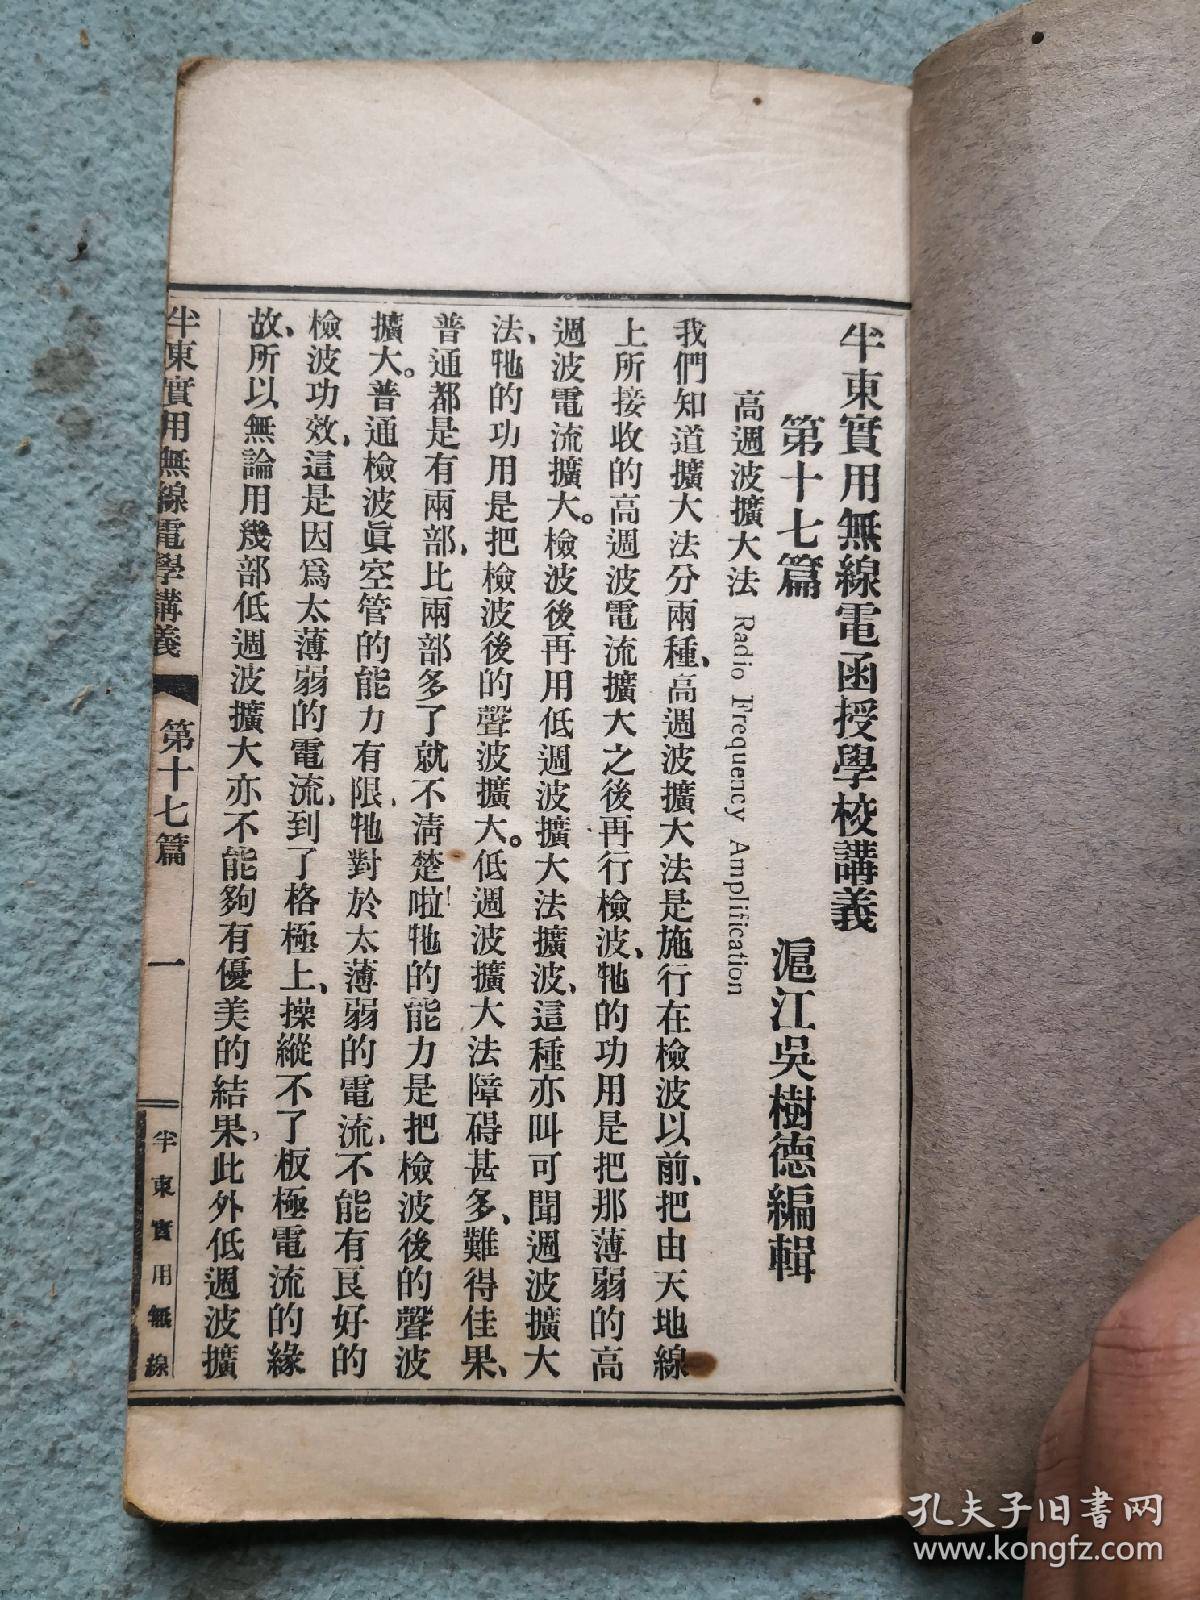 半東實用無線電函授學校講義
第十七篇 滬江吳樹德編輯
高週波擴大法 Radio Frequency Amplification
我們知道擴大法分兩種、高週波擴大法是施行在檢波以前、把由天地線
上所接收的高週波電流擴大之後再行檢波、牠的功用是把那薄弱的高
週波電流擴大。檢波後再用低週波擴大法擴波、這種亦叫可聞週波擴大
法、牠的功用是把檢波後的聲波擴大。低週波擴大法障碍甚多、難得佳果、
普通都是有兩部、比兩部多了就不清楚啦!牠的能力是把檢波後的聲波
擴大。普通檢波眞空管的能力有限、牠對於太薄弱的電流、不能有良好的
檢波功效、這是因爲太薄弱的電流、到了格極上、操縱不了板極電流的緣
故、所以無論用幾部低週波擴大亦不能夠有優美的結果、此外低週波擴
半東實用無線電學講義 第十七篇 一 半東實用無線
孔夫子旧书网
www.kongfz.com